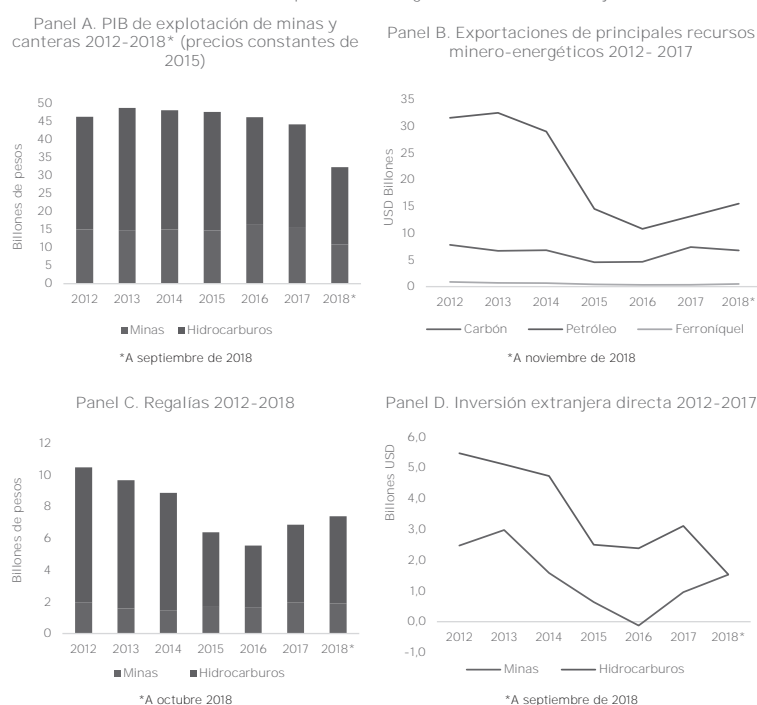 Panel A. PIB de explotación de minas y
canteras 2012-2018* (precios constantes de
2015)
Billones de pesos
50
45
40
35
30
25
20
15
10
5
0
2012 2013 2014 2015 2016 2017 2018*
Minas Hidrocarburos
*A septiembre de 2018
Panel B. Exportaciones de principales recursos
minero-energéticos 2012- 2017
USD Billones
35
30
25
20
15
10
5
0
2012 2013 2014 2015 2016 2017 2018*
Carbón Petróleo Ferroníquel
*A noviembre de 2018
Panel C. Regalías 2012-2018
Billones de pesos
12
10
8
6
4
2
0
2012 2013 2014 2015 2016 2017 2018*
Minas Hidrocarburos
*A octubre 2018
Panel D. Inversión extranjera directa 2012-2017
Billones USD
6,0
5,0
4,0
3,0
2,0
1,0
0,0
-1,0
2012 2013 2014 2015 2016 2017 2018*
Minas Hidrocarburos
*A septiembre de 2018